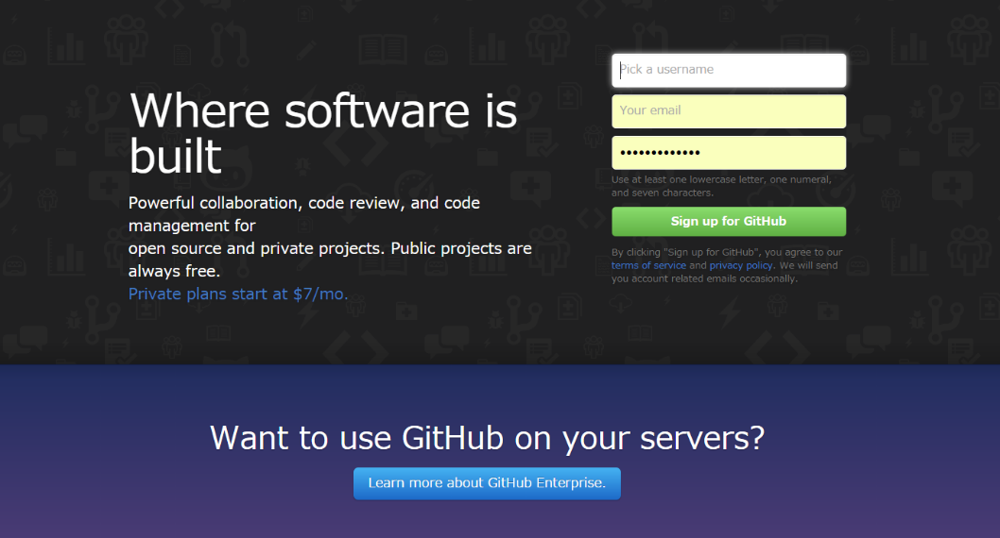 Where software is
built
Powerful collaboration, code review, and code
management for
open source and private projects. Public projects are
always free.
Private plans start at $7/mo.
Pick a username
Your email
•••••••••••••
Use at least one lowercase letter, one numeral,
and seven characters.
Sign up for GitHub
By clicking "Sign up for GitHub", you agree to our
terms of service and privacy policy. We will send
you account related emails occasionally.
Want to use GitHub on your servers?
Learn more about GitHub Enterprise.